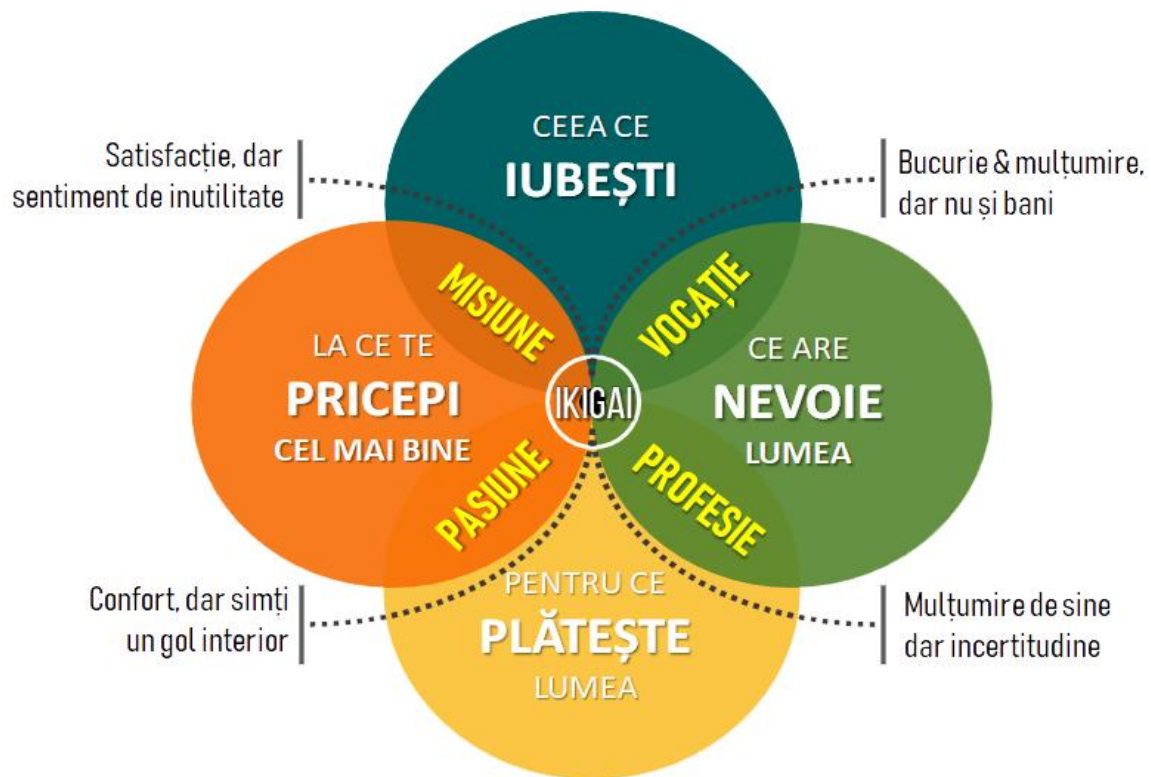 CEEA CE
IUBEȘTI
Satisfacție, dar
sentiment de inutilitate
Bucurie & mulțumire,
dar nu și bani
MISIUNE
VOCAȚIE
LA CE TE
PRICEPI
CEL MAI BINE
IKIGAI
CE ARE
NEVOIE
LUMEA
PASIUNE
PROFESIE
Confort, dar simți
un gol interior
PENTRU CE
PLĂTEȘTE
LUMEA
Mulțumire de sine
dar incertitudine